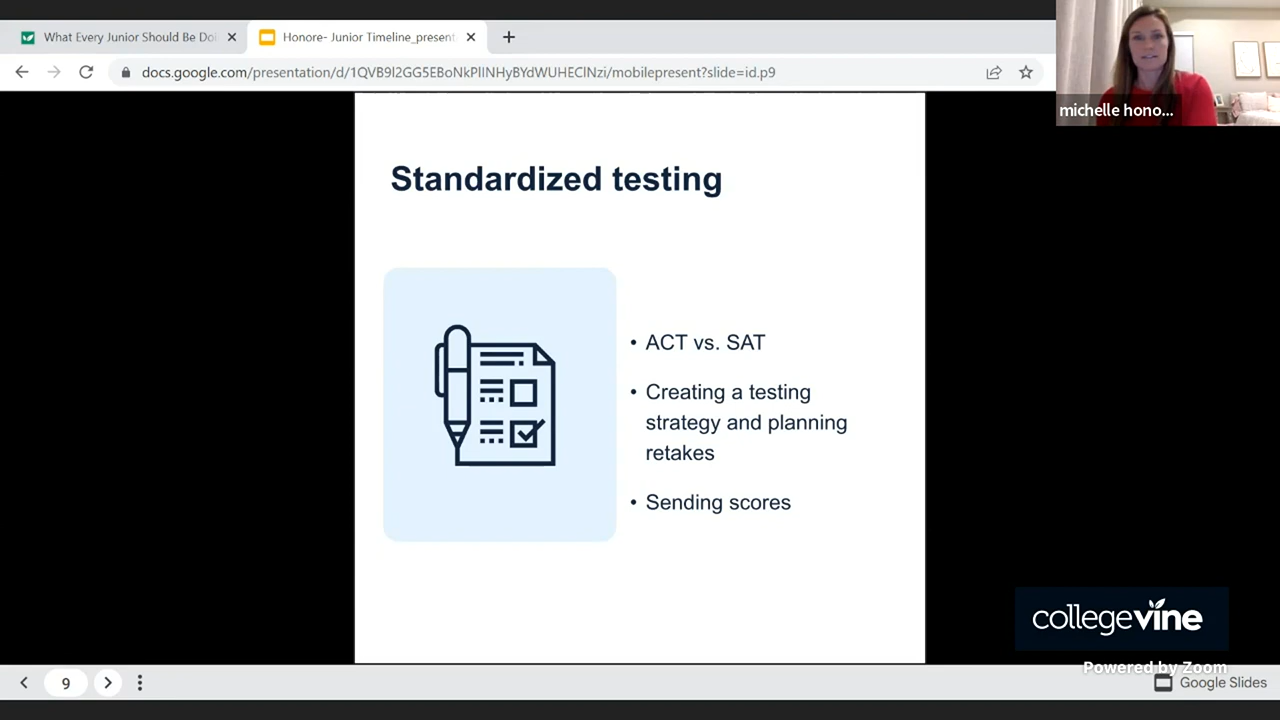 What Every Junior Should Be Doi
Honore- Junior Timeline_present
docs.google.com/presentation/d/1QVB9l2GG5EBoNkPlINHyBYdWUHEClNzi/mobilepresent?slide=id.p9
michelle hono...
Standardized testing
• ACT vs. SAT
• Creating a testing
strategy and planning
retakes
• Sending scores
collegevine
Powered by Zoom
9
Google Slides